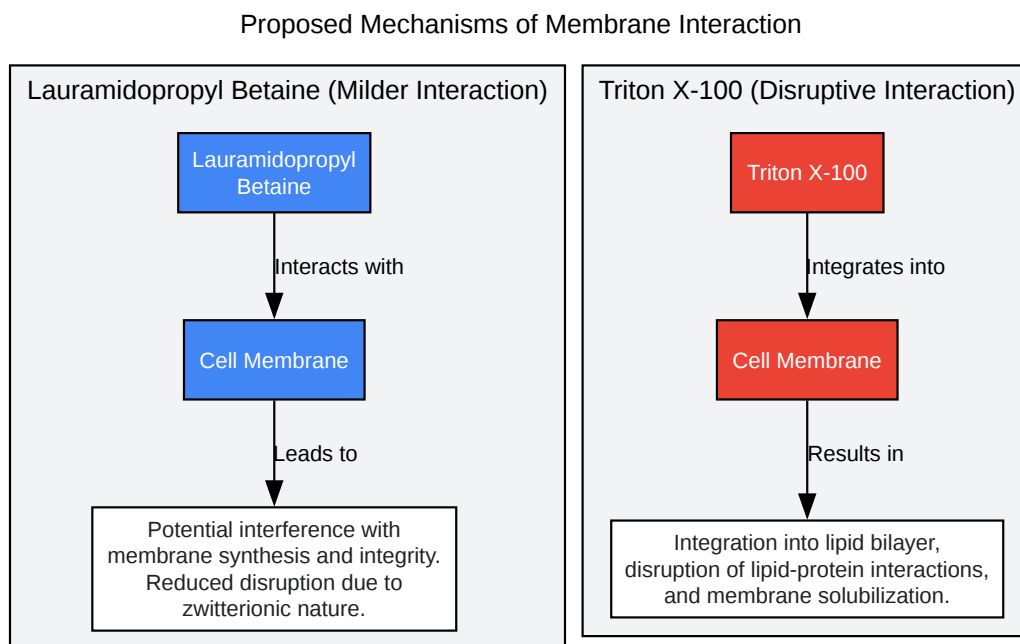 Proposed Mechanisms of Membrane Interaction
Lauramidopropyl Betaine (Milder Interaction)
Lauramidopropyl
Betaine
Interacts with
Cell Membrane
Leads to
Potential interference with
membrane synthesis and integrity.
Reduced disruption due to
zwitterionic nature.
Triton X-100 (Disruptive Interaction)
Triton X-100
Integrates into
Cell Membrane
Results in
Integration into lipid bilayer,
disruption of lipid-protein interactions,
and membrane solubilization.